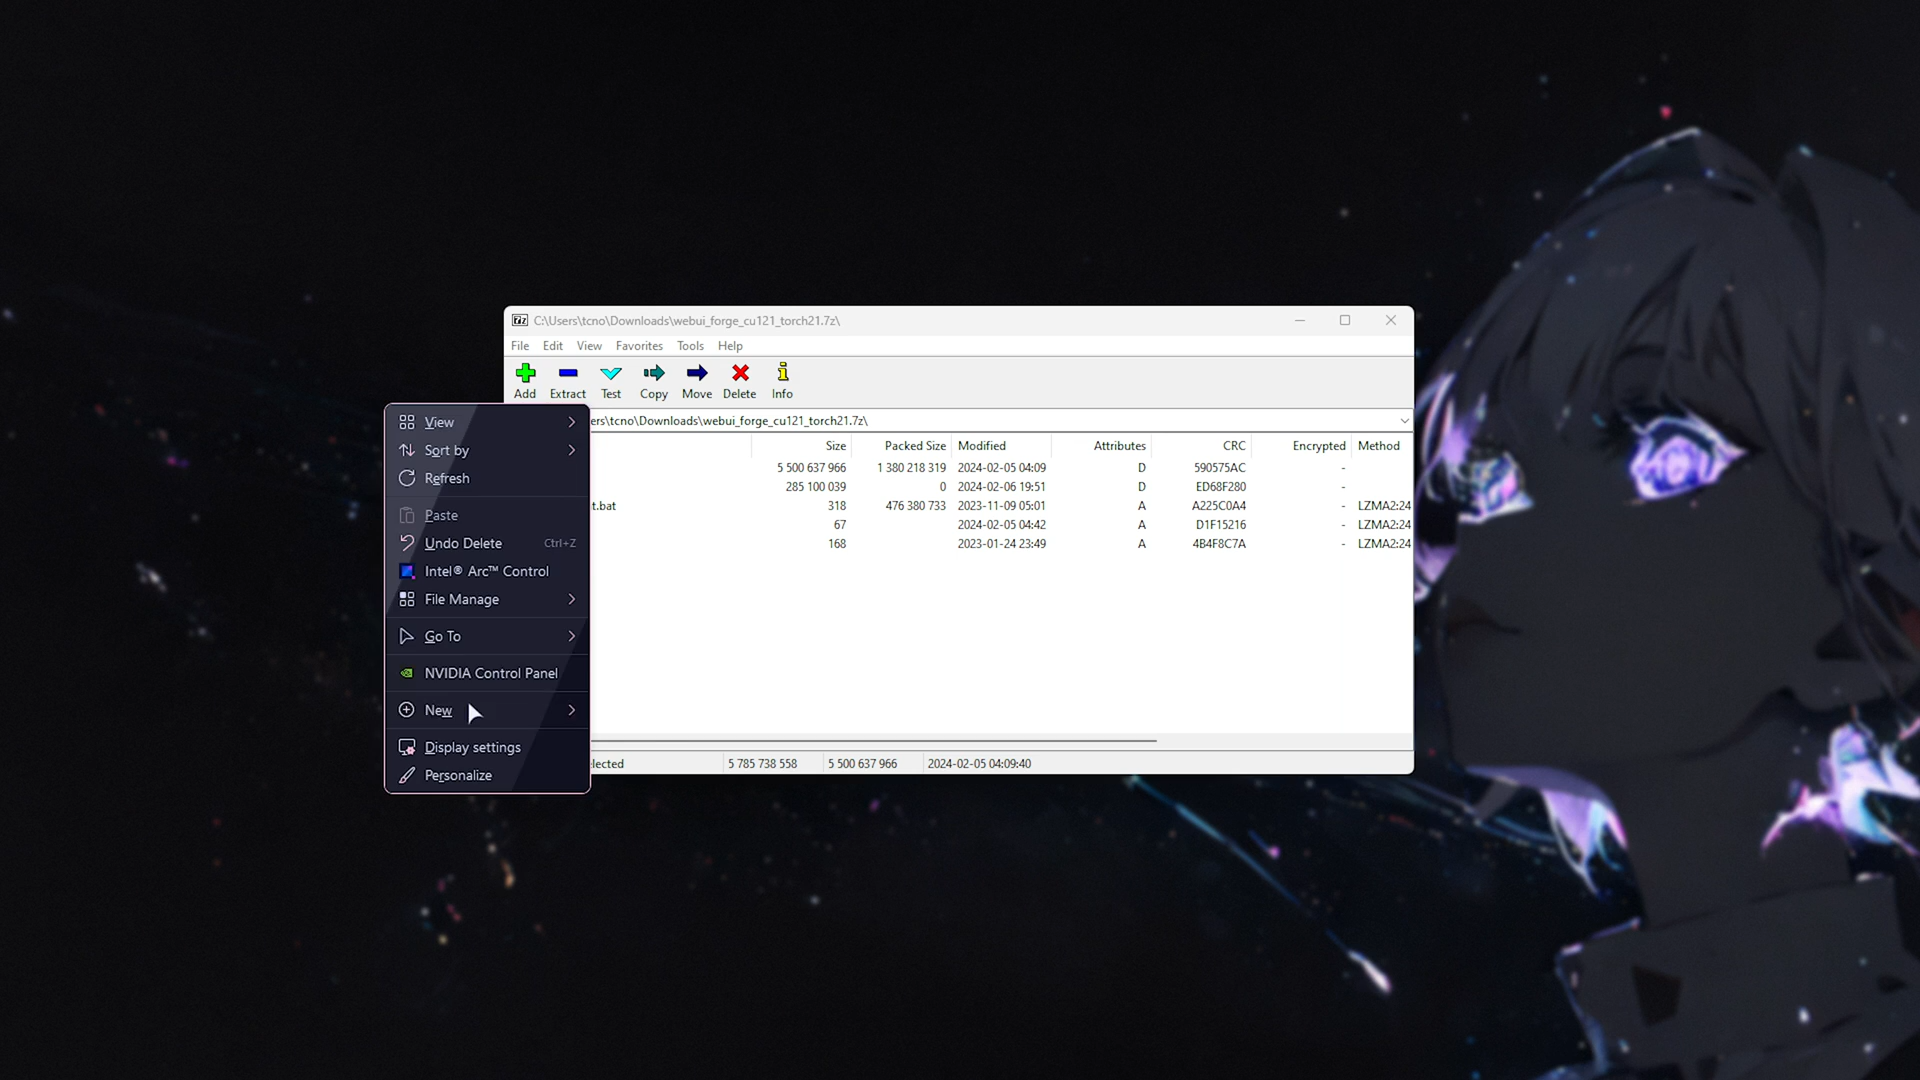 C:\Users\tcno\Downloads\webui_forge_cu121_torch21.7z\
File Edit View Favorites Tools Help
Add Extract Test Copy Move Delete Info
ers\tcno\Downloads\webui_forge_cu121_torch21.7z\
Size Packed Size Modified Attributes CRC Encrypted Method
5 500 637 966 1 380 218 319 2024-02-05 04:09 D 590575AC -
285 100 039 0 2024-02-06 19:51 D ED68F280 -
t.bat 318 476 380 733 2023-11-09 05:01 A A225C0A4 - LZMA2:24
67 2024-02-05 04:42 A D1F15216 - LZMA2:24
168 2023-01-24 23:49 A 4B4F8C7A - LZMA2:24
elected 5 785 738 558 5 500 637 966 2024-02-05 04:09:40
View
Sort by
Refresh
Paste
Undo Delete Ctrl+Z
Intel® Arc™ Control
File Manage
Go To
NVIDIA Control Panel
New
Display settings
Personalize